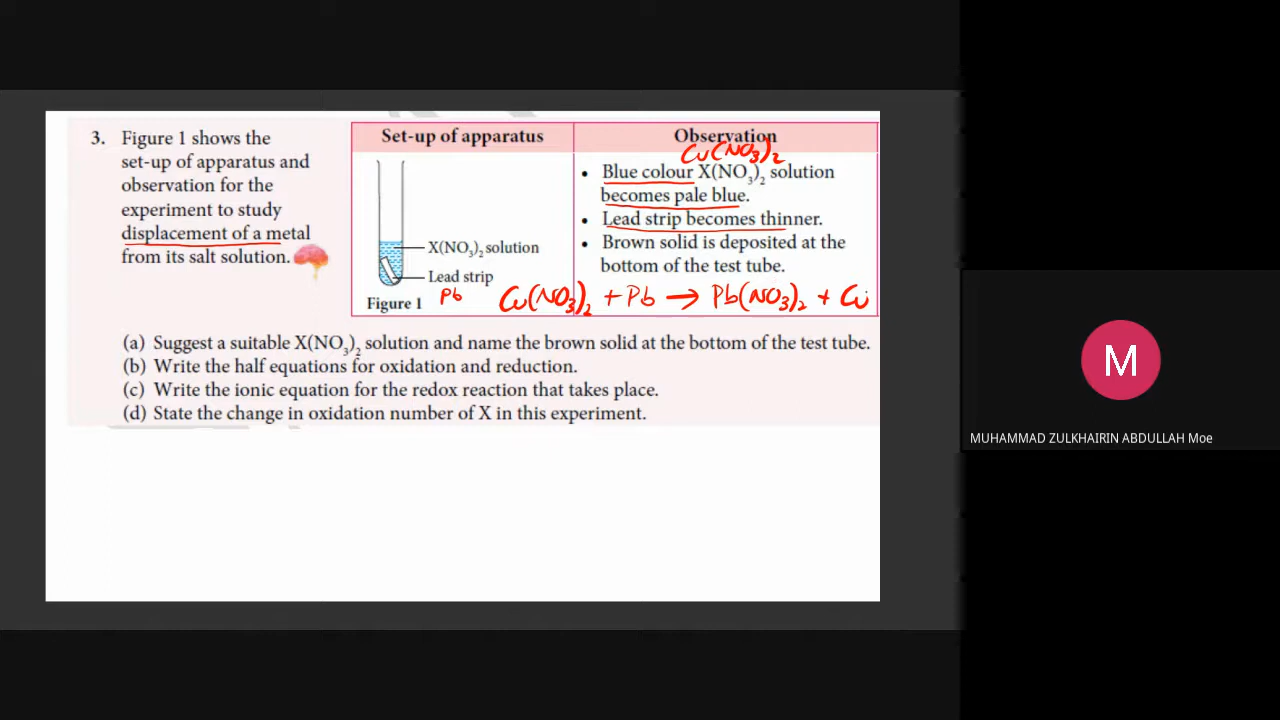 3. Figure 1 shows the
set-up of apparatus and
observation for the
experiment to study
displacement of a metal
from its salt solution.
Set-up of apparatus
X(NO₃)₂ solution
Lead strip
Pb
Figure 1
Observation
Cu(NO₃)₂
• Blue colour X(NO₃)₂ solution
becomes pale blue.
• Lead strip becomes thinner.
• Brown solid is deposited at the
bottom of the test tube.
Cu(NO₃)₂ + Pb → Pb(NO₃)₂ + Cu
(a) Suggest a suitable X(NO₃)₂ solution and name the brown solid at the bottom of the test tube.
(b) Write the half equations for oxidation and reduction.
(c) Write the ionic equation for the redox reaction that takes place.
(d) State the change in oxidation number of X in this experiment.
M
MUHAMMAD ZULKHAIRIN ABDULLAH Moe